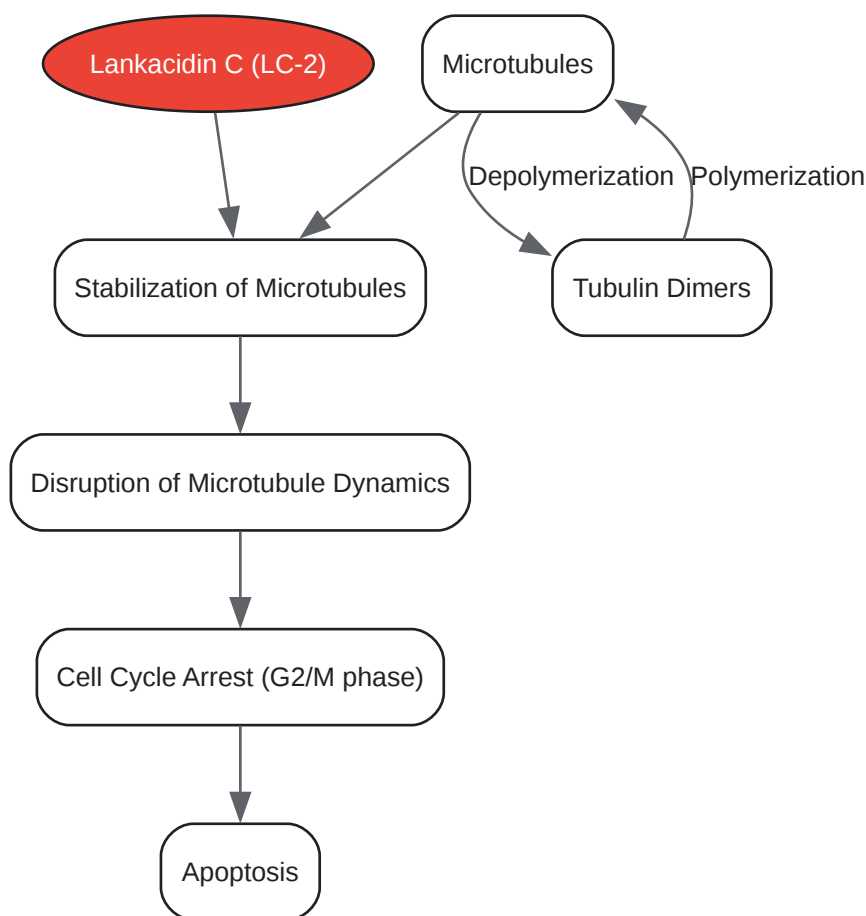 Lankacidin C (LC-2)
Microtubules
Depolymerization
Polymerization
Stabilization of Microtubules
Tubulin Dimers
Disruption of Microtubule Dynamics
Cell Cycle Arrest (G2/M phase)
Apoptosis